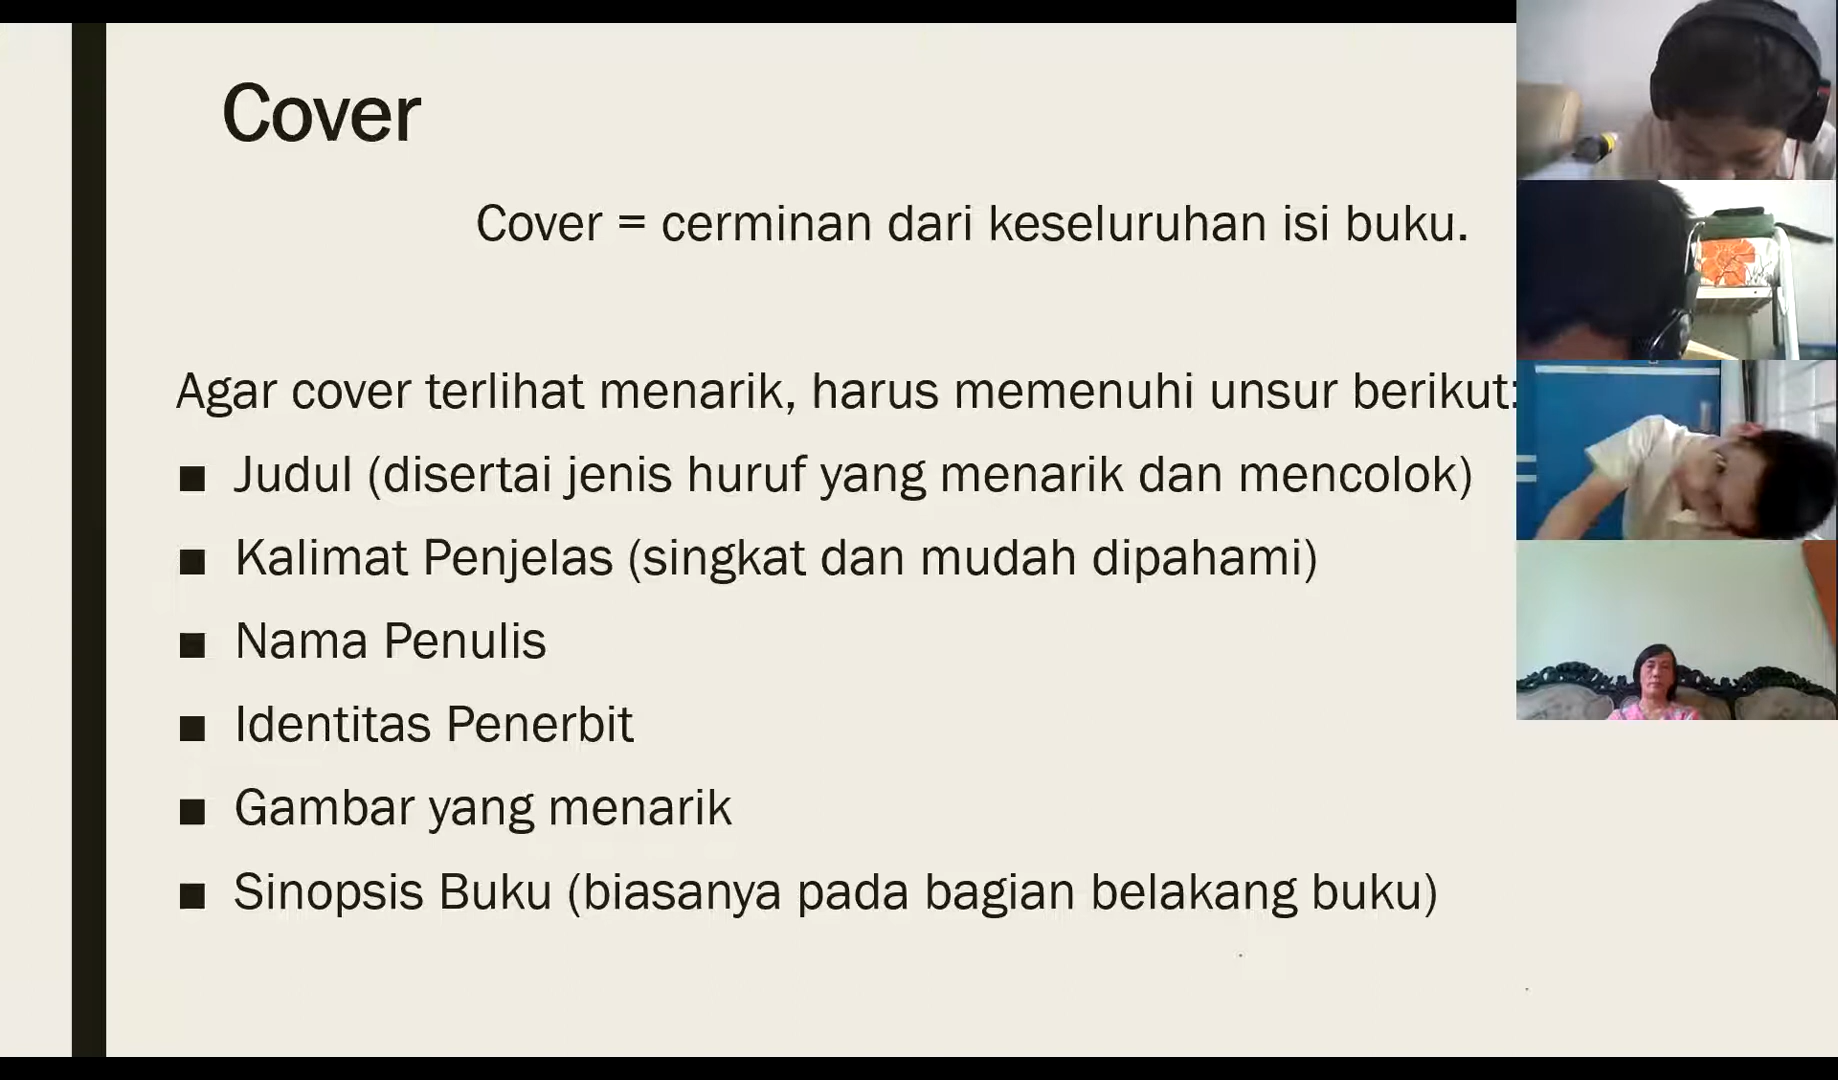 Cover
Cover = cerminan dari keseluruhan isi buku.
Agar cover terlihat menarik, harus memenuhi unsur berikut:
■ Judul (disertai jenis huruf yang menarik dan mencolok)
■ Kalimat Penjelas (singkat dan mudah dipahami)
■ Nama Penulis
■ Identitas Penerbit
■ Gambar yang menarik
■ Sinopsis Buku (biasanya pada bagian belakang buku)